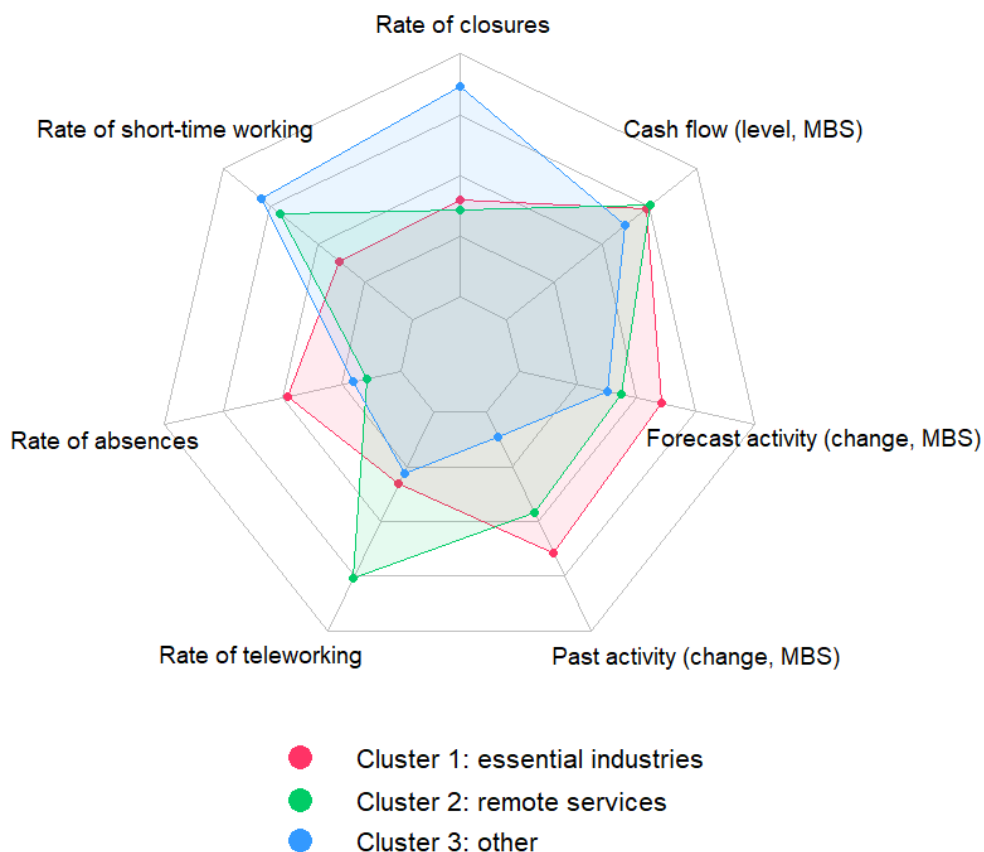 Rate of closures
Rate of short-time working
Cash flow (level, MBS)
Rate of absences
Forecast activity (change, MBS)
Rate of teleworking
Past activity (change, MBS)
Cluster 1: essential industries
Cluster 2: remote services
Cluster 3: other